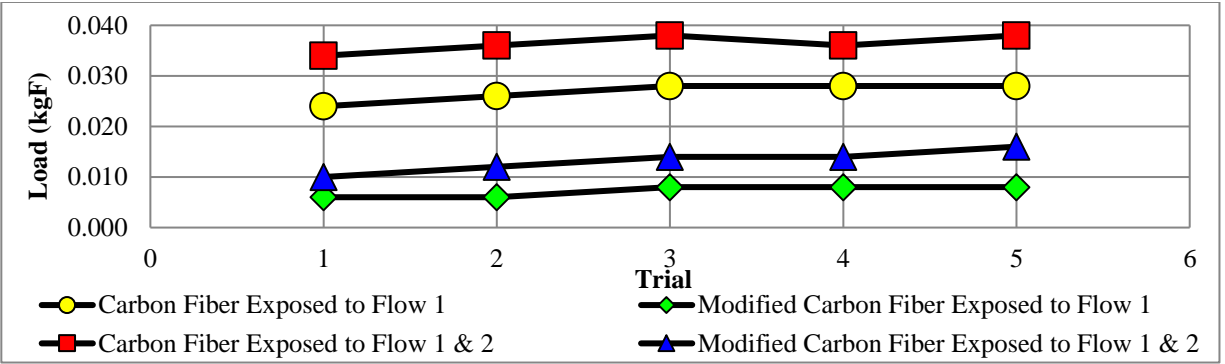 0.040
0.030
0.020
0.010
0.000
Load (kgF)
0 1 2 3 4 5 6
Trial
Carbon Fiber Exposed to Flow 1 Modified Carbon Fiber Exposed to Flow 1
Carbon Fiber Exposed to Flow 1 & 2 Modified Carbon Fiber Exposed to Flow 1 & 2